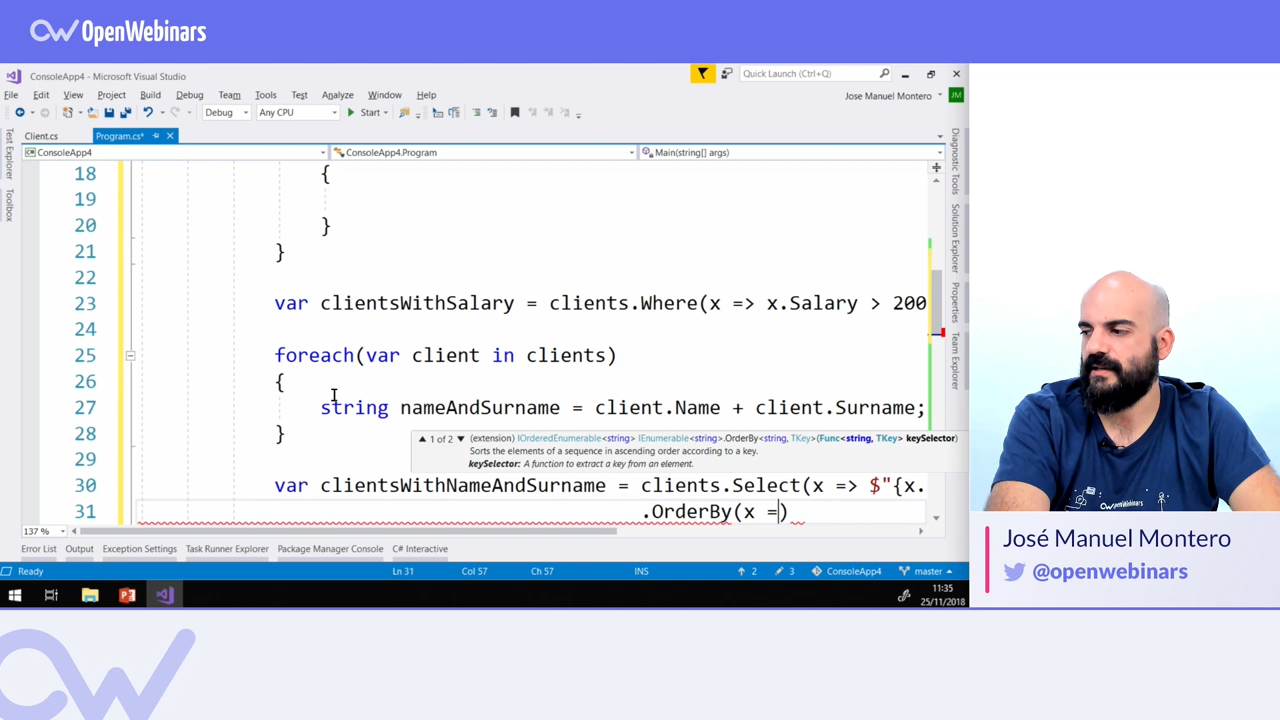 OpenWebinars
ConsoleApp4 - Microsoft Visual Studio
Quick Launch (Ctrl+Q)
File Edit View Project Build Debug Team Tools Test Analyze Window Help
Jose Manuel Montero
JM
Debug Any CPU Start
Client.cs Program.cs*
ConsoleApp4 ConsoleApp4.Program Main(string[] args)
Test Explorer
Toolbox
Diagnostic Tools
Solution Explorer
Properties
Team Explorer
18 {
19
20 }
21 }
22
23 var clientsWithSalary = clients.Where(x => x.Salary > 200
24
25 foreach(var client in clients)
26 {
27 string nameAndSurname = client.Name + client.Surname;
28 }
1 of 2 (extension) IOrderedEnumerable<string> IEnumerable<string>.OrderBy<string, TKey>(Func<string, TKey> keySelector)
Sorts the elements of a sequence in ascending order according to a key.
keySelector: A function to extract a key from an element.
29
30 var clientsWithNameAndSurname = clients.Select(x => $"{x.
31 .OrderBy(x =)
137 %
Error List Output Exception Settings Task Runner Explorer Package Manager Console C# Interactive
Ready Ln 31 Col 57 Ch 57 INS 2 3 ConsoleApp4 master
11:35
25/11/2018
José Manuel Montero
@openwebinars